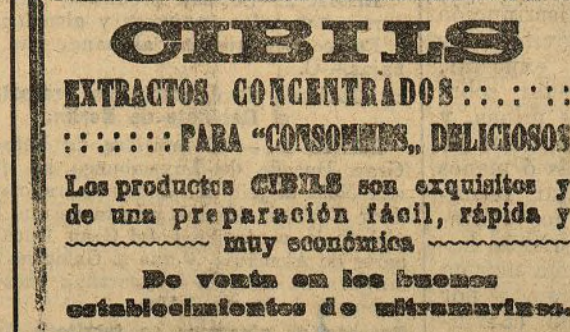 CIBILS
EXTRACTOS CONCENTRADOS ::.:.::
:::::::: PARA “CONSOMMES„ DELICIOSOS
Los productos CIBILS son exquisitos y
de una preparación fácil, rápida y
muy económica
De venta en los buenos
establecimientos de ultramarinos.